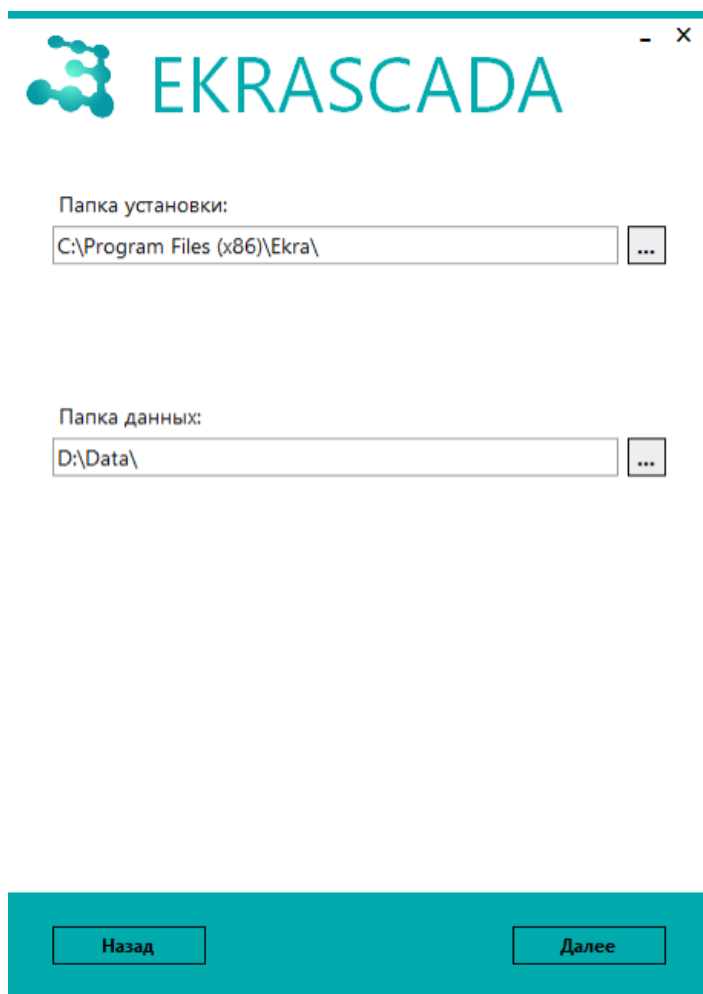 EKRASCADA
Папка установки:
C:\Program Files (x86)\Ekra\
...
Папка данных:
D:\Data\
...
Назад
Далее